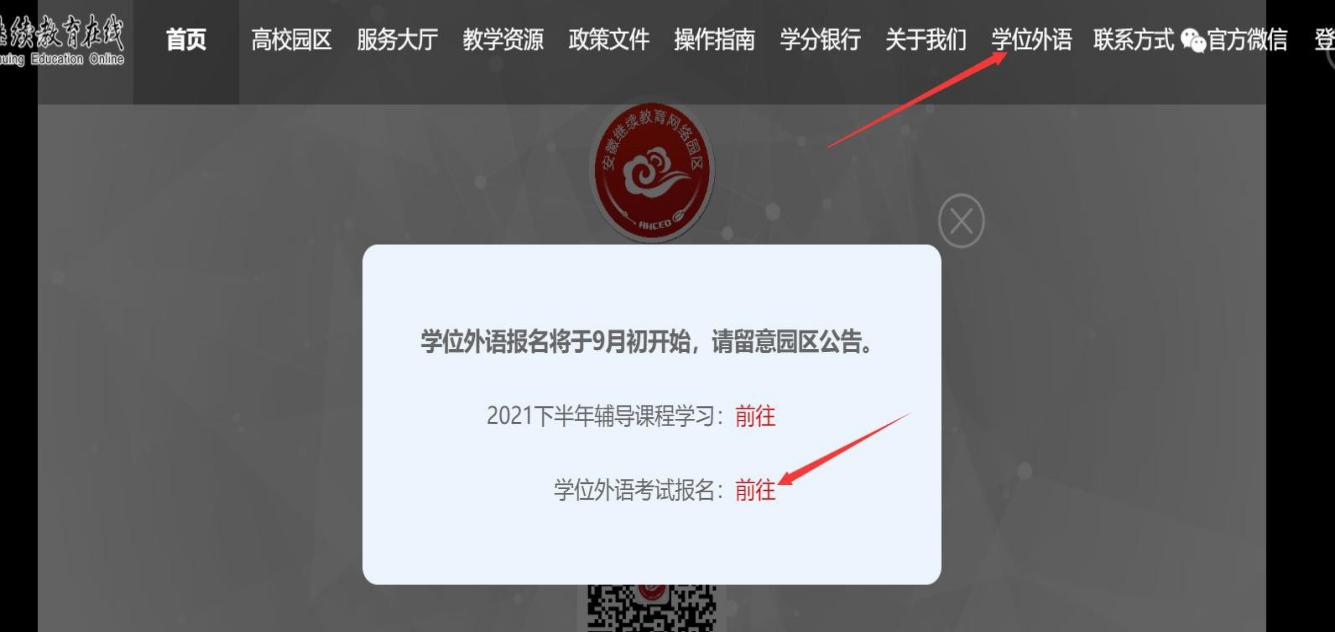 继续教育在线
uing Education Online
首页 高校园区 服务大厅 教学资源 政策文件 操作指南 学分银行 关于我们 学位外语 联系方式 官方微信 登
安徽继续教育网络园区
AHCEO
学位外语报名将于9月初开始，请留意园区公告。
2021下半年辅导课程学习：前往
学位外语考试报名：前往